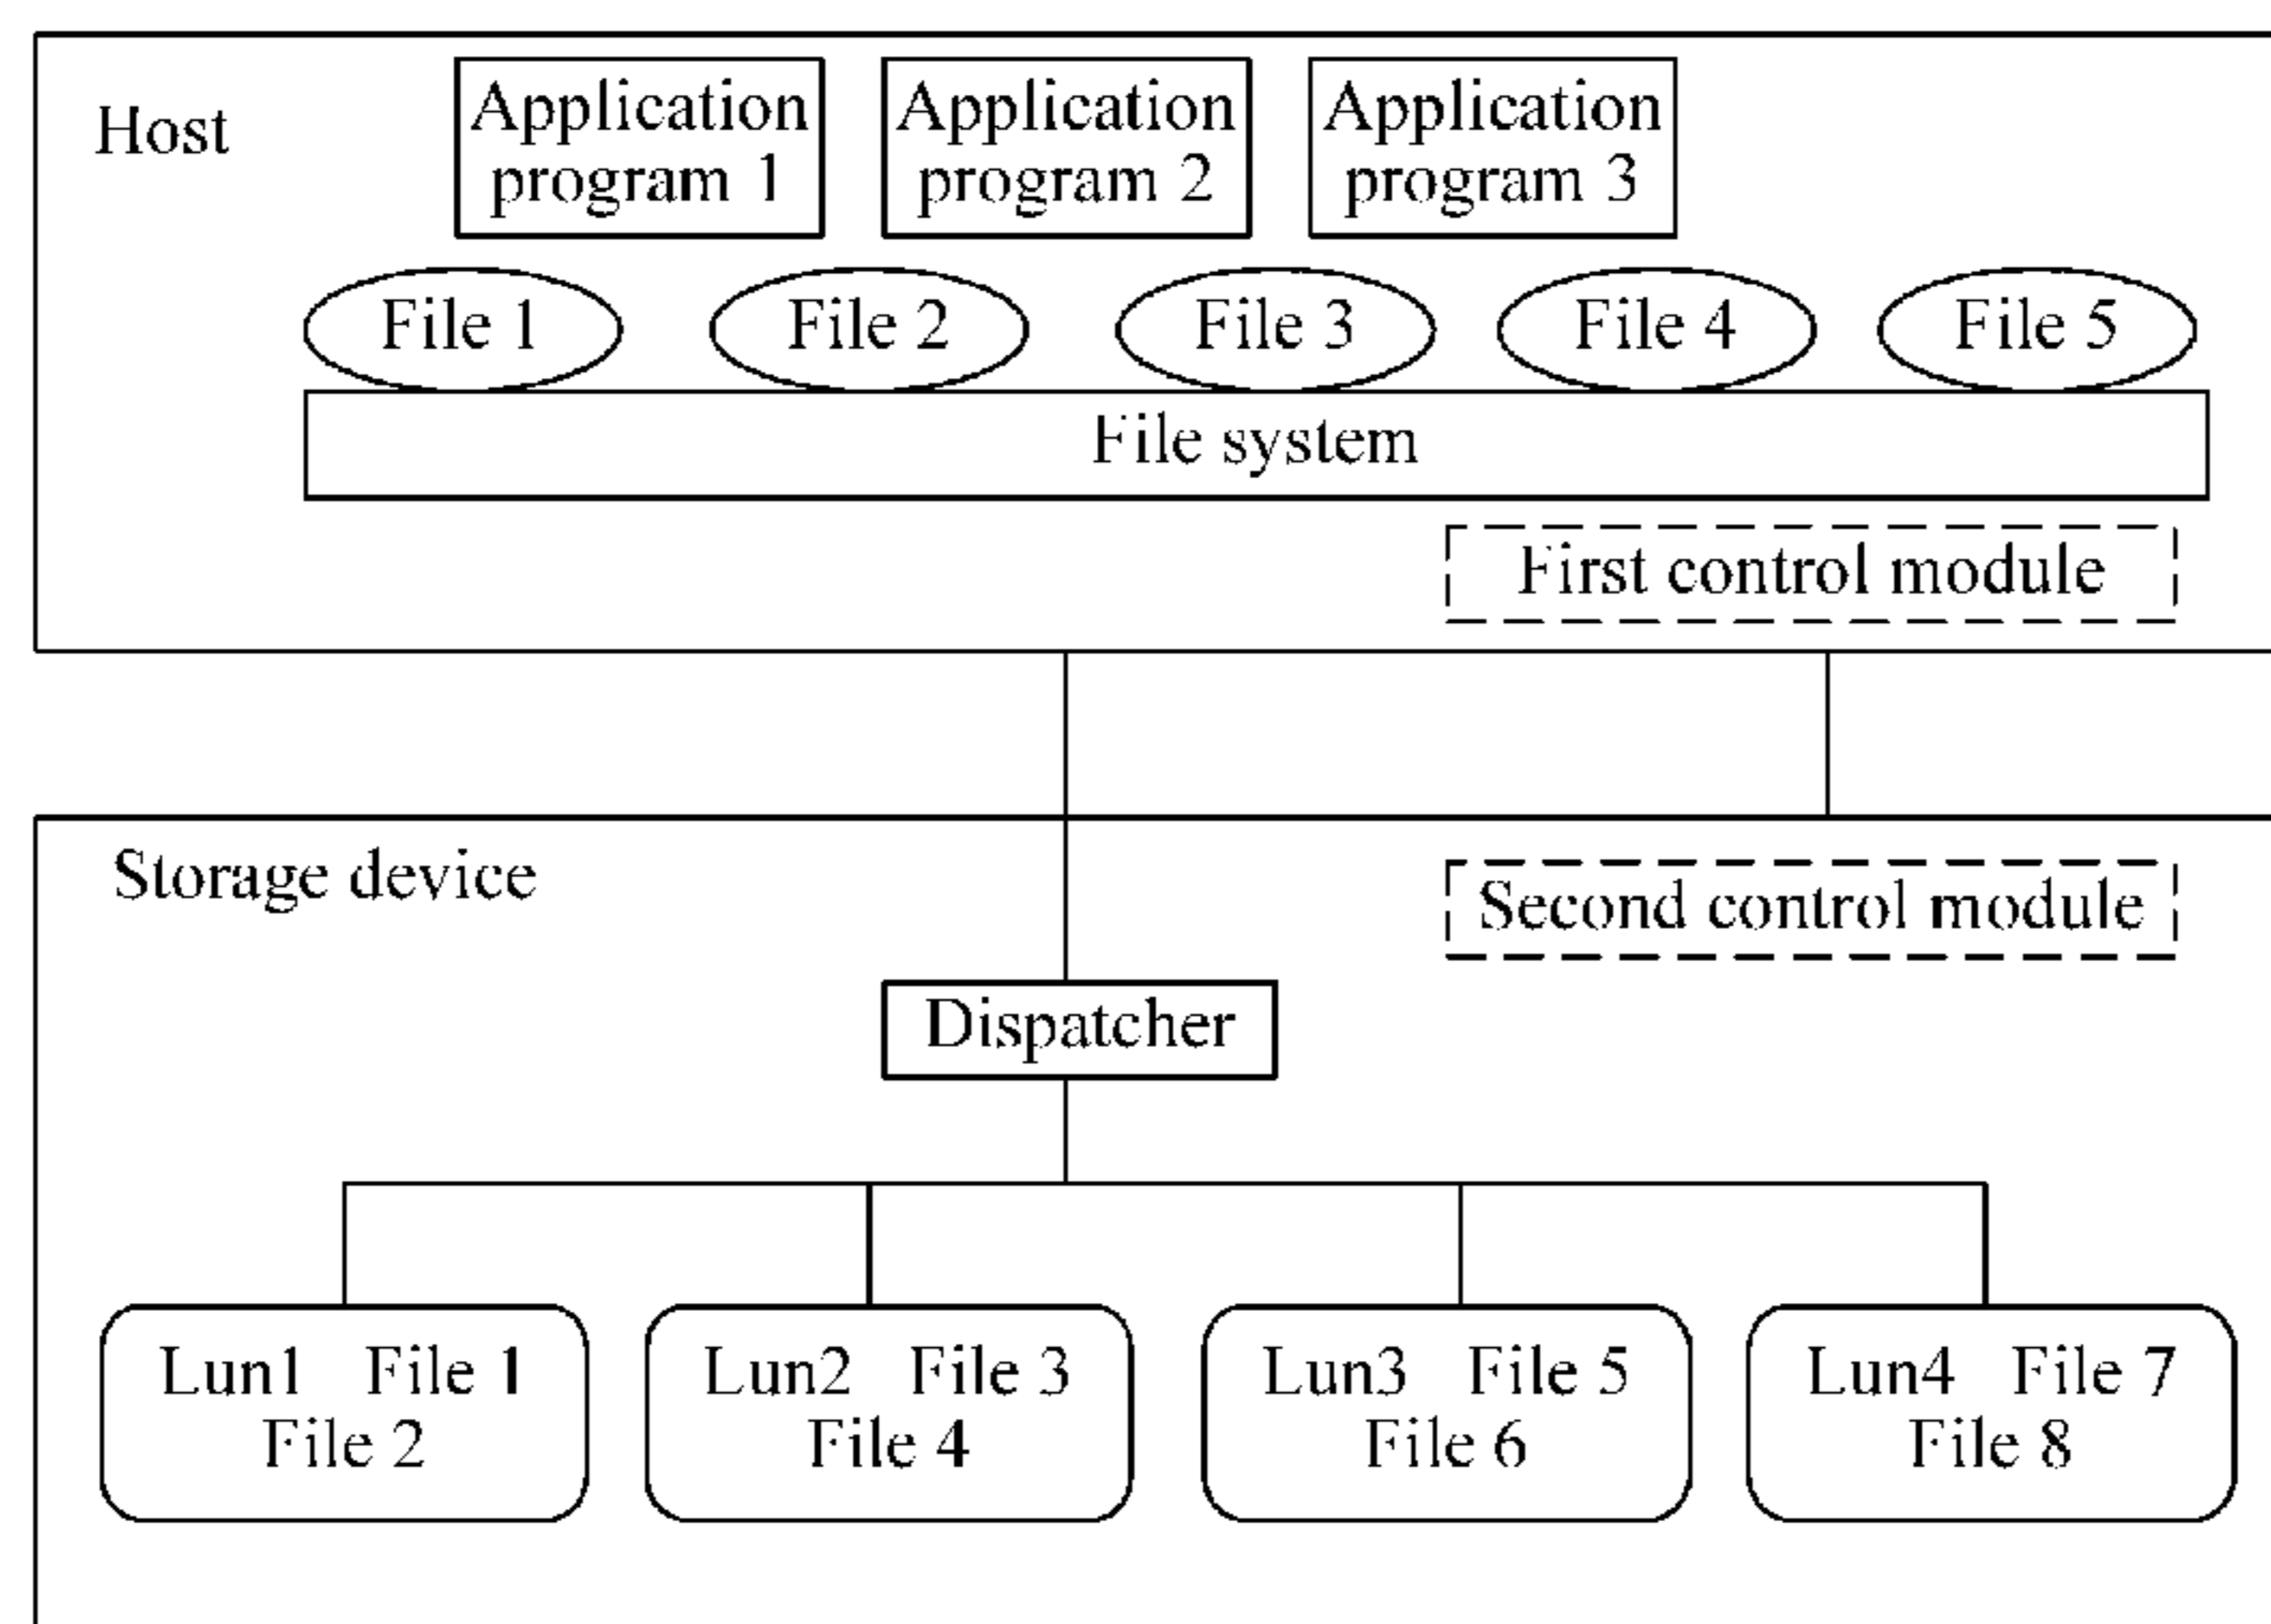 Host
Application
program 1
Application
program 2
Application
program 3
File 1
File 2
File 3
File 4
File 5
File system
First control module
Storage device
Second control module
Dispatcher
Lun1 File 1
File 2
Lun2 File 3
File 4
Lun3 File 5
File 6
Lun4 File 7
File 8